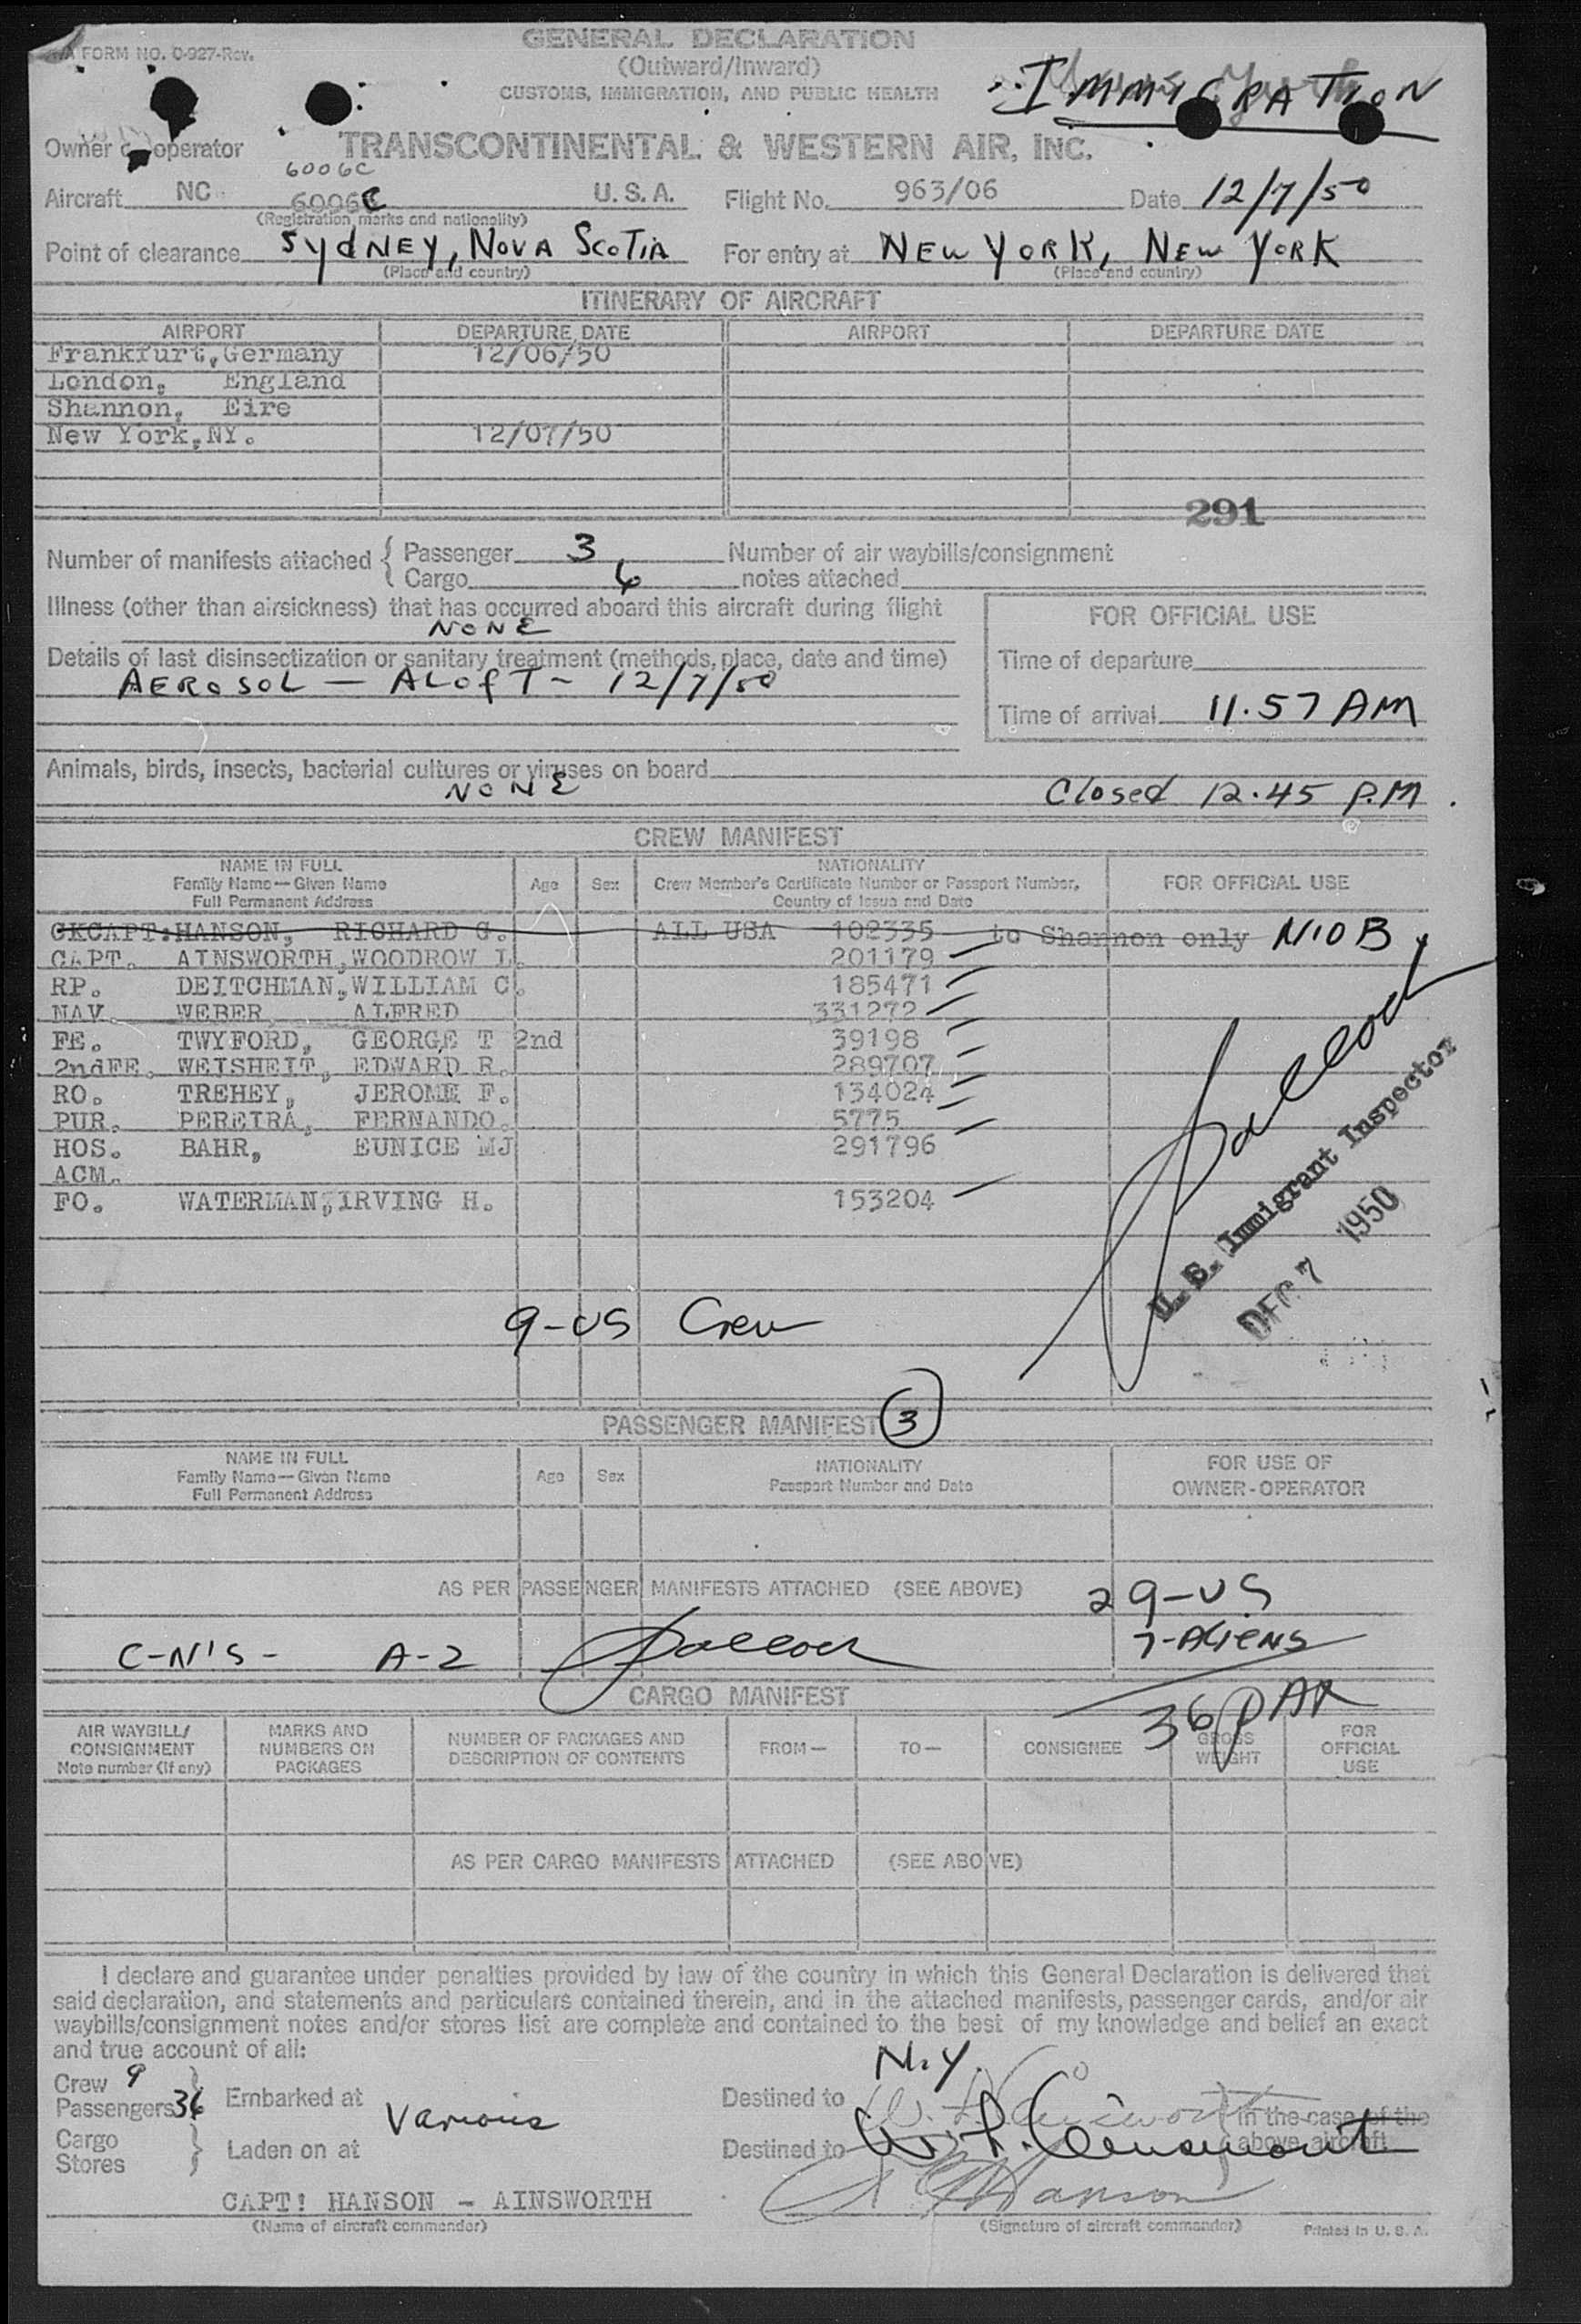 FORM NO. 0-927-Rev.
GENERAL DECLARATION
(Outward/Inward)
CUSTOMS, IMMIGRATION, AND PUBLIC HEALTH
IMMIGRATION
Owner or operator TRANSCONTINENTAL & WESTERN AIR, INC.
6006C
Aircraft NC 6006C U.S.A. Flight No. 963/06 Date 12/7/50
(Registration marks and nationality)
Point of clearance SYDNEY, NOVA SCOTIA For entry at NEW YORK, NEW YORK
(Place and country) (Place and country)
ITINERARY OF AIRCRAFT
AIRPORT DEPARTURE DATE AIRPORT DEPARTURE DATE
Frankfurt,Germany 12/06/50
London, England
Shannon, Eire
New York,NY. 12/07/50
291
Number of manifests attached { Passenger 3 Number of air waybills/consignment
Cargo 6 notes attached
Illness (other than airsickness) that has occurred aboard this aircraft during flight
NONE
FOR OFFICIAL USE
Details of last disinsectization or sanitary treatment (methods, place, date and time)
AEROSOL — ALOFT - 12/7/50
Time of departure
Time of arrival 11.57 AM
Animals, birds, insects, bacterial cultures or viruses on board
NONE
Closed 12.45 P.M.
CREW MANIFEST
NAME IN FULL
Family Name—Given Name
Full Permanent Address
Age Sex
NATIONALITY
Crew Member's Certificate Number or Passport Number,
Country of Issue and Date
FOR OFFICIAL USE
CKCAPT:HANSON, RICHARD G. ALL USA 102335 to Shannon only NIOB
CAPT. AINSWORTH,WOODROW L. 201179
RP. DEITCHMAN,WILLIAM C. 185471
NAV. WEBER, ALFRED 331272
FE. TWYFORD, GEORGE T 2nd 39198
2ndFE. WEISHEIT, EDWARD R. 289707
RO. TREHEY, JEROME F. 134024
PUR. PEREIRA, FERNANDO. 5775
HOS. BAHR, EUNICE MJ 291796
ACM.
FO. WATERMAN,IRVING H. 153204
U. S. Immigrant Inspector
DEC 7 1950
9-US Crew
PASSENGER MANIFEST 3
NAME IN FULL
Family Name—Given Name
Full Permanent Address
Age Sex
NATIONALITY
Passport Number and Date
FOR USE OF
OWNER-OPERATOR
AS PER PASSENGER MANIFESTS ATTACHED (SEE ABOVE)
29-US
7-ALIENS
C-N'S - A-2
36
CARGO MANIFEST
AIR WAYBILL/
CONSIGNMENT
Note number (if any)
MARKS AND
NUMBERS ON
PACKAGES
NUMBER OF PACKAGES AND
DESCRIPTION OF CONTENTS
FROM— TO— CONSIGNEE
GROSS
WEIGHT
FOR
OFFICIAL
USE
AS PER CARGO MANIFESTS ATTACHED (SEE ABOVE)
I declare and guarantee under penalties provided by law of the country in which this General Declaration is delivered that
said declaration, and statements and particulars contained therein, and in the attached manifests, passenger cards, and/or air
waybills/consignment notes and/or stores list are complete and contained to the best of my knowledge and belief an exact
and true account of all:
Crew 9
Passengers 36 } Embarked at Various Destined to N.Y. } in the case of the
Cargo
Stores } Laden on at Destined to above aircraft
CAPT: HANSON - AINSWORTH
(Name of aircraft commander) (Signature of aircraft commander) Printed in U. S. A.